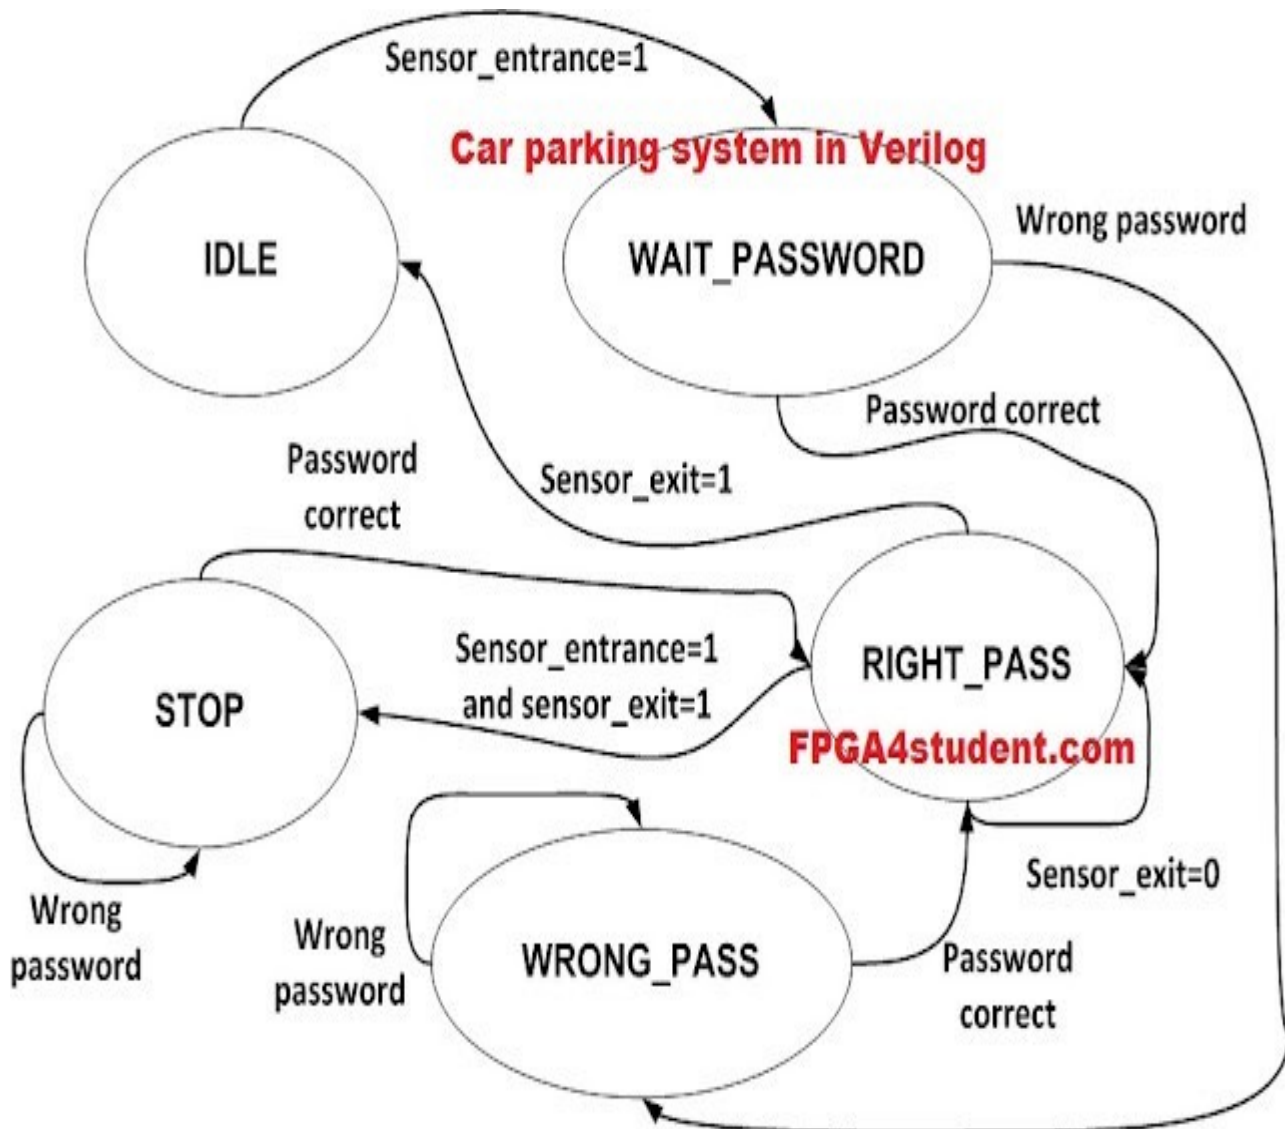 Sensor_entrance=1
Car parking system in Verilog
Wrong password
IDLE
WAIT_PASSWORD
Password correct
Password
correct
Sensor_exit=1
Sensor_entrance=1
and sensor_exit=1
RIGHT_PASS
STOP
FPGA4student.com
Sensor_exit=0
Wrong
password
Wrong
password
WRONG_PASS
Password
correct